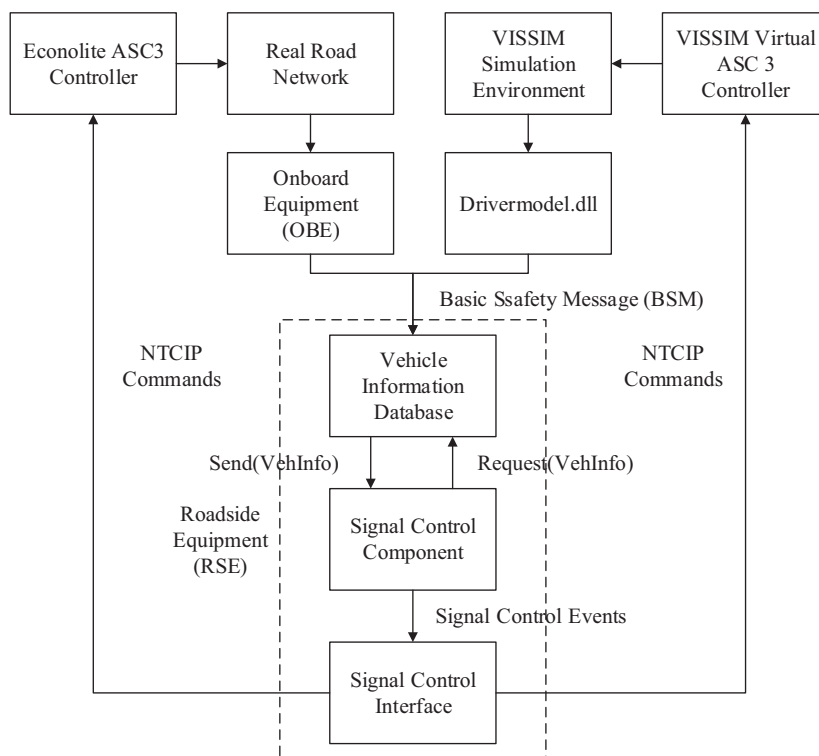 Econolite ASC3
Controller
Real Road
Network
VISSIM
Simulation
Environment
VISSIM Virtual
ASC 3
Controller
Onboard
Equipment
(OBE)
Drivermodel.dll
Basic Ssafety Message (BSM)
NTCIP
Commands
Vehicle
Information
Database
NTCIP
Commands
Send(VehInfo)
Request(VehInfo)
Roadside
Equipment
(RSE)
Signal Control
Component
Signal Control Events
Signal Control
Interface